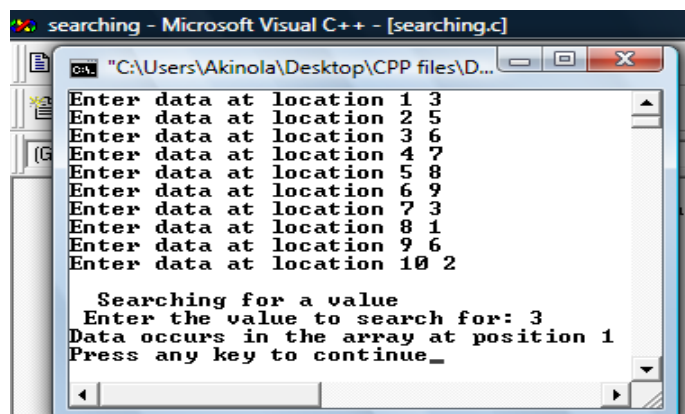 searching - Microsoft Visual C++ - [searching.c]
"C:\Users\Akinola\Desktop\CPP files\D...
Enter data at location 1 3
Enter data at location 2 5
Enter data at location 3 6
Enter data at location 4 7
Enter data at location 5 8
Enter data at location 6 9
Enter data at location 7 3
Enter data at location 8 1
Enter data at location 9 6
Enter data at location 10 2
Searching for a value
Enter the value to search for: 3
Data occurs in the array at position 1
Press any key to continue_